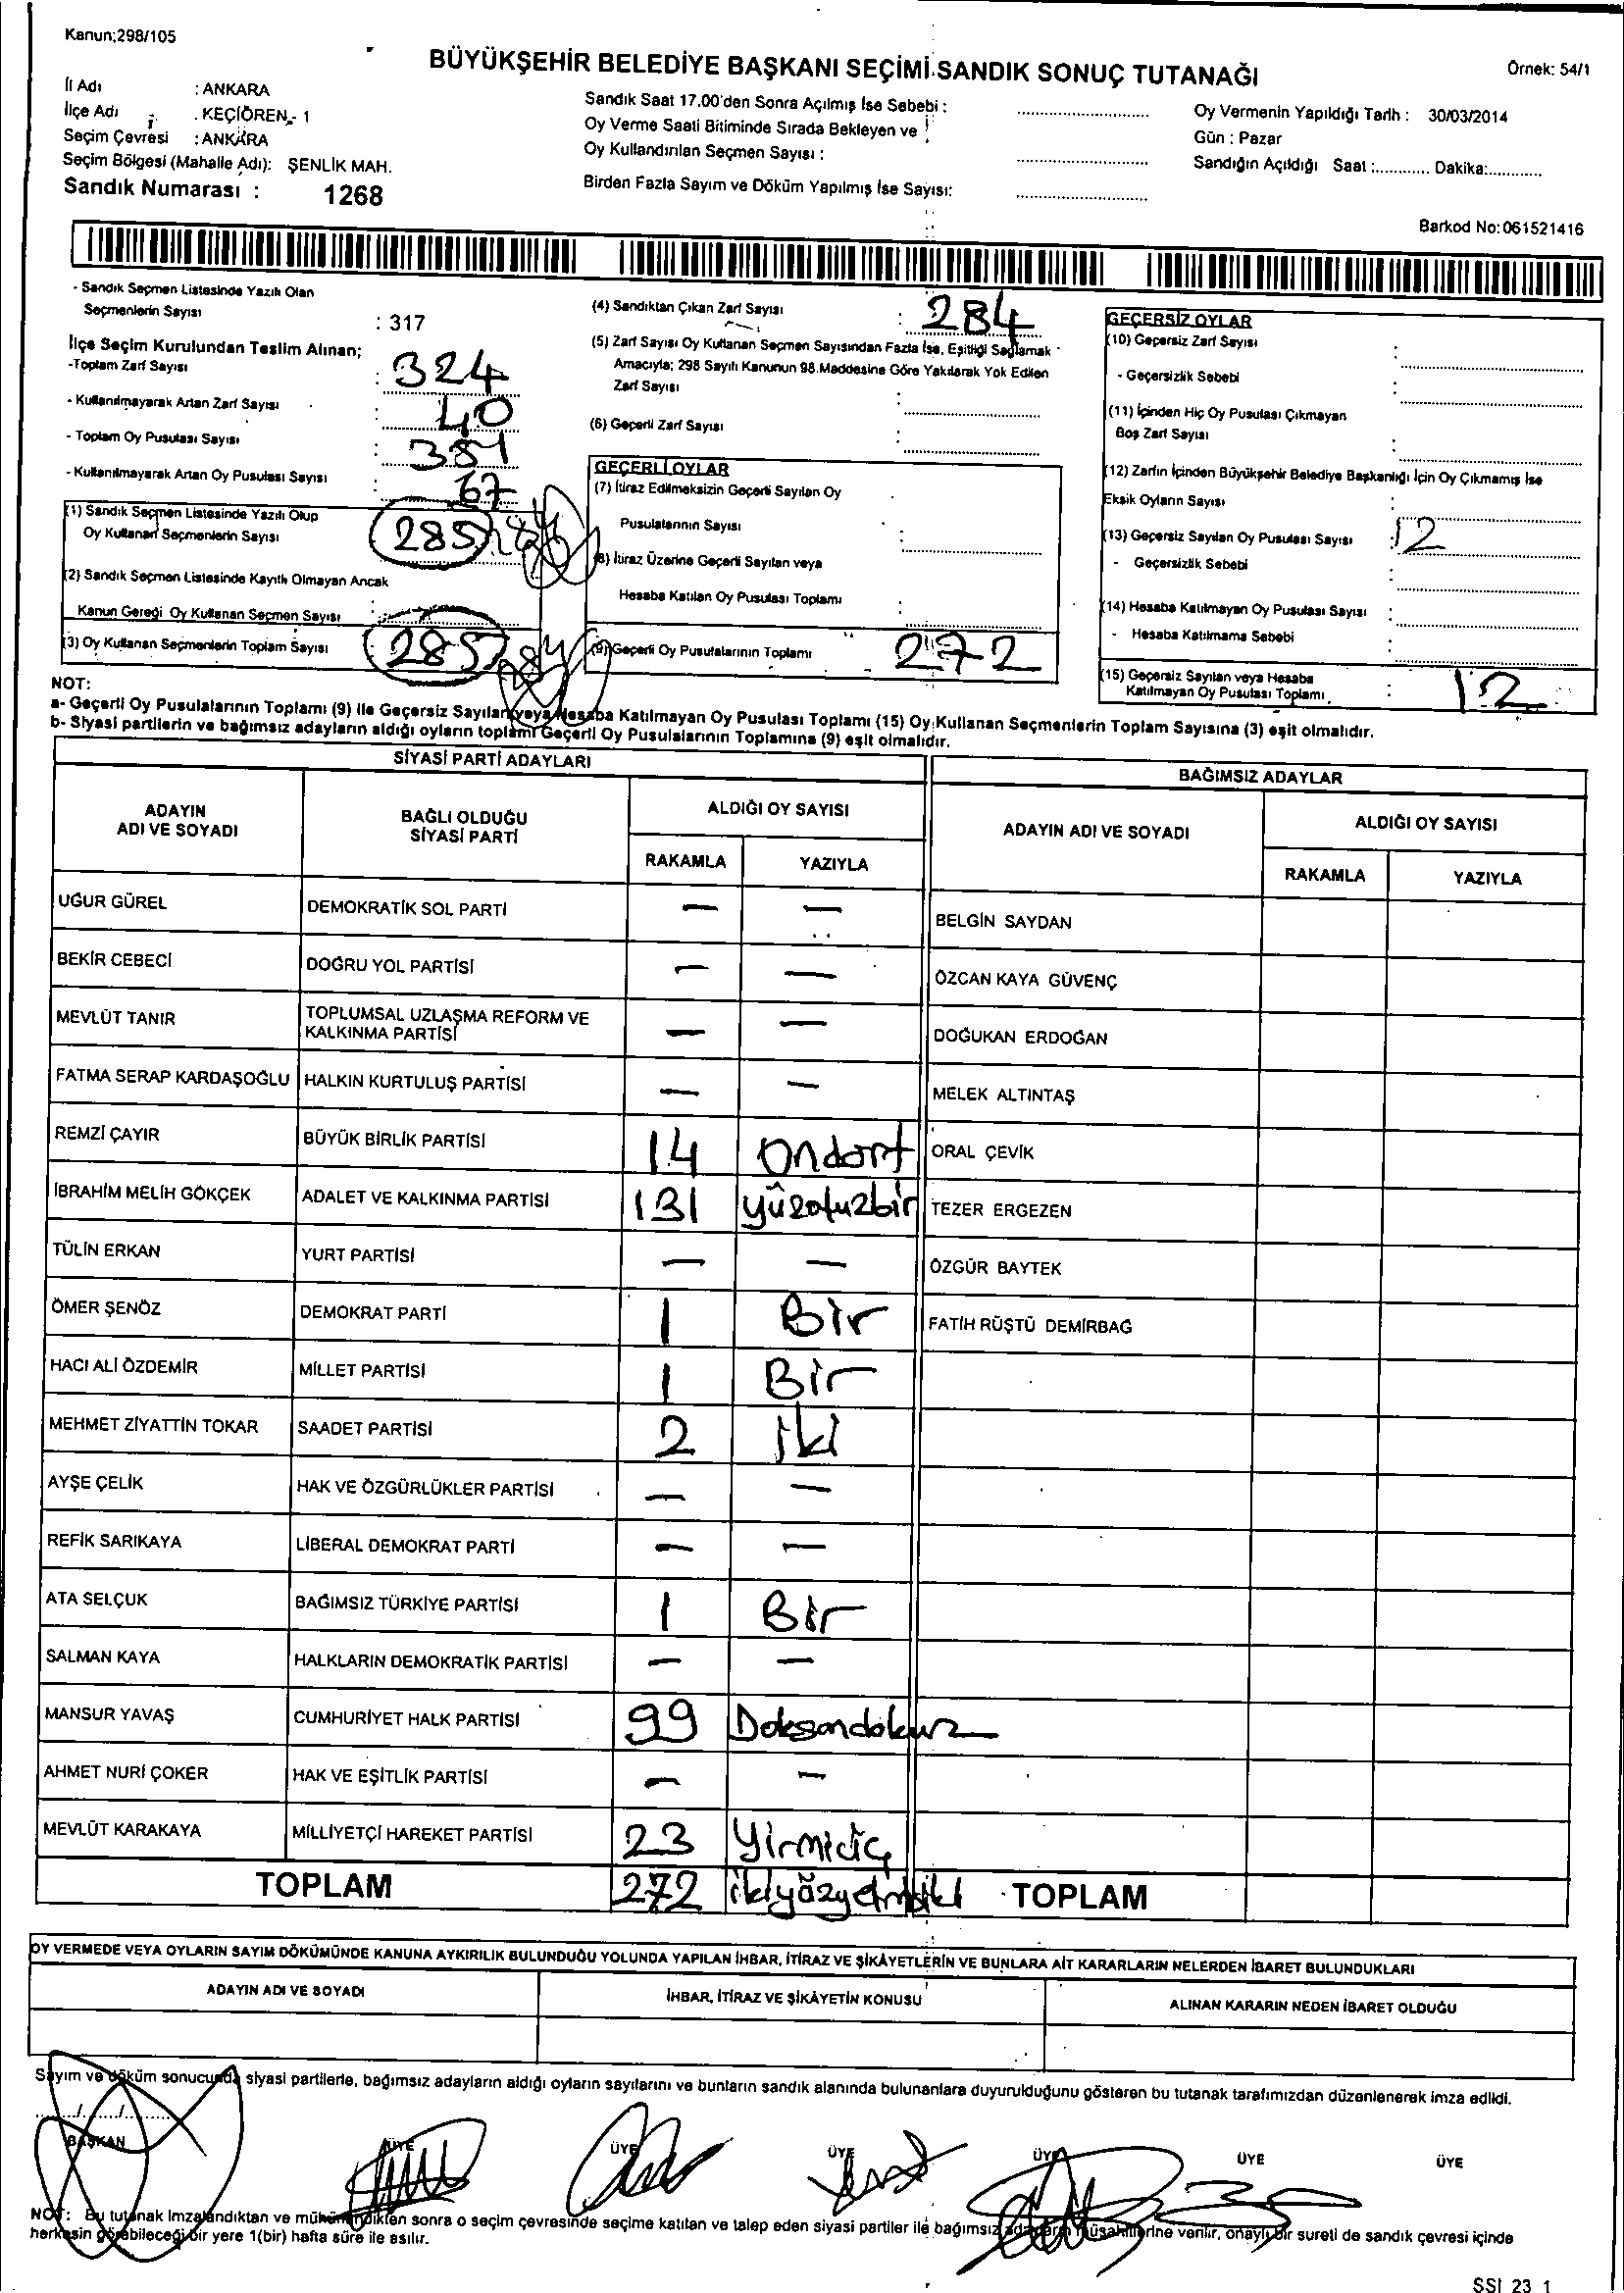 Kanun;298/105
BÜYÜKŞEHİR BELEDİYE BAŞKANI SEÇİMİ SANDIK SONUÇ TUTANAĞI
Örnek: 54/1
İl Adı : ANKARA
İlçe Adı : KEÇİÖREN - 1
Seçim Çevresi : ANKARA
Seçim Bölgesi (Mahalle Adı): ŞENLİK MAH.
Sandık Numarası : 1268
Sandık Saat 17.00'den Sonra Açılmış İse Sebebi :
Oy Verme Saati Bitiminde Sırada Bekleyen ve
Oy Kullandırılan Seçmen Sayısı :
Birden Fazla Sayım ve Döküm Yapılmış İse Sayısı:
Oy Vermenin Yapıldığı Tarih : 30/03/2014
Gün : Pazar
Sandığın Açıldığı Saat :............ Dakika:............
Barkod No:061521416
- Sandık Seçmen Listesinde Yazılı Olan
Seçmenlerin Sayısı : 317
İlçe Seçim Kurulundan Teslim Alınan;
-Toplam Zarf Sayısı : 324
- Kullanılmayarak Artan Zarf Sayısı : 40
- Toplam Oy Pusulası Sayısı : 351
- Kullanılmayarak Artan Oy Pusulası Sayısı : 67
(1) Sandık Seçmen Listesinde Yazılı Olup
Oy Kullanan Seçmenlerin Sayısı 285 284
(2) Sandık Seçmen Listesinde Kayıtlı Olmayan Ancak
Kanun Gereği Oy Kullanan Seçmen Sayısı :
(3) Oy Kullanan Seçmenlerin Toplam Sayısı 285 284
(4) Sandıktan Çıkan Zarf Sayısı : 284
(5) Zarf Sayısı Oy Kullanan Seçmen Sayısından Fazla İse, Eşitliği Sağlamak
Amacıyla; 298 Sayılı Kanunun 98.Maddesine Göre Yakılarak Yok Edilen
Zarf Sayısı :
(6) Geçerli Zarf Sayısı :
GEÇERLİ OYLAR
(7) İtiraz Edilmeksizin Geçerli Sayılan Oy
Pusulalarının Sayısı :
(8) İtiraz Üzerine Geçerli Sayılan veya
Hesaba Katılan Oy Pusulası Toplamı :
(9) Geçerli Oy Pusulalarının Toplamı 272
GEÇERSİZ OYLAR
(10) Geçersiz Zarf Sayısı :
- Geçersizlik Sebebi :
(11) İçinden Hiç Oy Pusulası Çıkmayan
Boş Zarf Sayısı :
(12) Zarfın İçinden Büyükşehir Belediye Başkanlığı İçin Oy Çıkmamış İse
Eksik Oyların Sayısı :
(13) Geçersiz Sayılan Oy Pusulası Sayısı : 12
- Geçersizlik Sebebi :
(14) Hesaba Katılmayan Oy Pusulası Sayısı :
- Hesaba Katılmama Sebebi :
(15) Geçersiz Sayılan veya Hesaba
Katılmayan Oy Pusulası Toplamı : 12
NOT:
a- Geçerli Oy Pusulalarının Toplamı (9) ile Geçersiz Sayılan veya Hesaba Katılmayan Oy Pusulası Toplamı (15) Oy Kullanan Seçmenlerin Toplam Sayısına (3) eşit olmalıdır.
b- Siyasi partilerin ve bağımsız adayların aldığı oyların toplamı Geçerli Oy Pusulalarının Toplamına (9) eşit olmalıdır.
SİYASİ PARTİ ADAYLARI
BAĞIMSIZ ADAYLAR
ADAYIN ADI VE SOYADI
BAĞLI OLDUĞU SİYASİ PARTİ
ALDIĞI OY SAYISI
RAKAMLA YAZIYLA
ADAYIN ADI VE SOYADI
ALDIĞI OY SAYISI
RAKAMLA YAZIYLA
UĞUR GÜREL DEMOKRATİK SOL PARTİ — — BELGİN SAYDAN
BEKİR CEBECİ DOĞRU YOL PARTİSİ — — ÖZCAN KAYA GÜVENÇ
MEVLÜT TANIR TOPLUMSAL UZLAŞMA REFORM VE KALKINMA PARTİSİ — — DOĞUKAN ERDOĞAN
FATMA SERAP KARDAŞOĞLU HALKIN KURTULUŞ PARTİSİ — — MELEK ALTINTAŞ
REMZİ ÇAYIR BÜYÜK BİRLİK PARTİSİ 14 Ondört ORAL ÇEVİK
İBRAHİM MELİH GÖKÇEK ADALET VE KALKINMA PARTİSİ 131 yüzotuzbir TEZER ERGEZEN
TÜLİN ERKAN YURT PARTİSİ — — ÖZGÜR BAYTEK
ÖMER ŞENÖZ DEMOKRAT PARTİ 1 Bir FATİH RÜŞTÜ DEMİRBAĞ
HACI ALİ ÖZDEMİR MİLLET PARTİSİ 1 Bir
MEHMET ZİYATTİN TOKAR SAADET PARTİSİ 2 iki
AYŞE ÇELİK HAK VE ÖZGÜRLÜKLER PARTİSİ — —
REFİK SARIKAYA LİBERAL DEMOKRAT PARTİ — —
ATA SELÇUK BAĞIMSIZ TÜRKİYE PARTİSİ 1 Bir
SALMAN KAYA HALKLARIN DEMOKRATİK PARTİSİ — —
MANSUR YAVAŞ CUMHURİYET HALK PARTİSİ 99 Doksandokuz
AHMET NURİ ÇOKER HAK VE EŞİTLİK PARTİSİ — —
MEVLÜT KARAKAYA MİLLİYETÇİ HAREKET PARTİSİ 23 Yirmiüç
TOPLAM 272 ikiyüzyetmişiki TOPLAM
OY VERMEDE VEYA OYLARIN SAYIM DÖKÜMÜNDE KANUNA AYKIRILIK BULUNDUĞU YOLUNDA YAPILAN İHBAR, İTİRAZ VE ŞİKÂYETLERİN VE BUNLARA AİT KARARLARIN NELERDEN İBARET BULUNDUKLARI
ADAYIN ADI VE SOYADI İHBAR, İTİRAZ VE ŞİKÂYETİN KONUSU ALINAN KARARIN NEDEN İBARET OLDUĞU
Sayım ve döküm sonucunda siyasi partilerle, bağımsız adayların aldığı oyların sayılarını ve bunların sandık alanında bulunanlara duyurulduğunu gösteren bu tutanak tarafımızdan düzenlenerek imza edildi.
....../....../......
BAŞKAN ÜYE ÜYE ÜYE ÜYE ÜYE ÜYE
NOT: Bu tutanak imzalandıktan ve mühürlendikten sonra o seçim çevresinde seçime katılan ve talep eden siyasi partiler ile bağımsız adayların müşahitlerine verilir, onaylı bir sureti de sandık çevresi içinde
herkesin görebileceği bir yere 1(bir) hafta süre ile asılır.
SSI 23 1